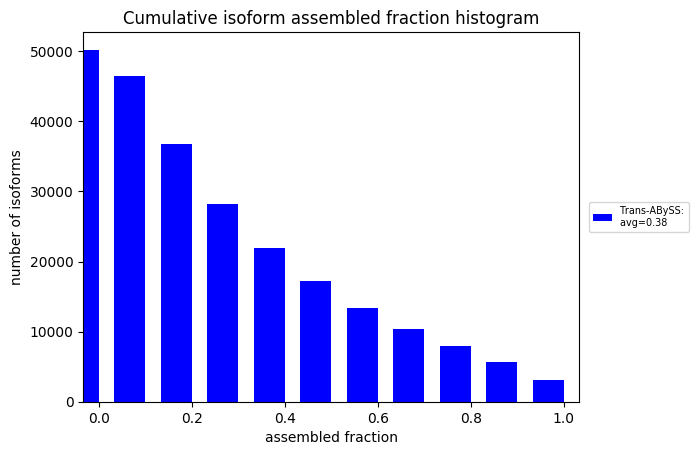 Cumulative isoform assembled fraction histogram
number of isoforms
50000
40000
30000
20000
10000
0
0.0 0.2 0.4 0.6 0.8 1.0
assembled fraction
Trans-ABySS:
avg=0.38